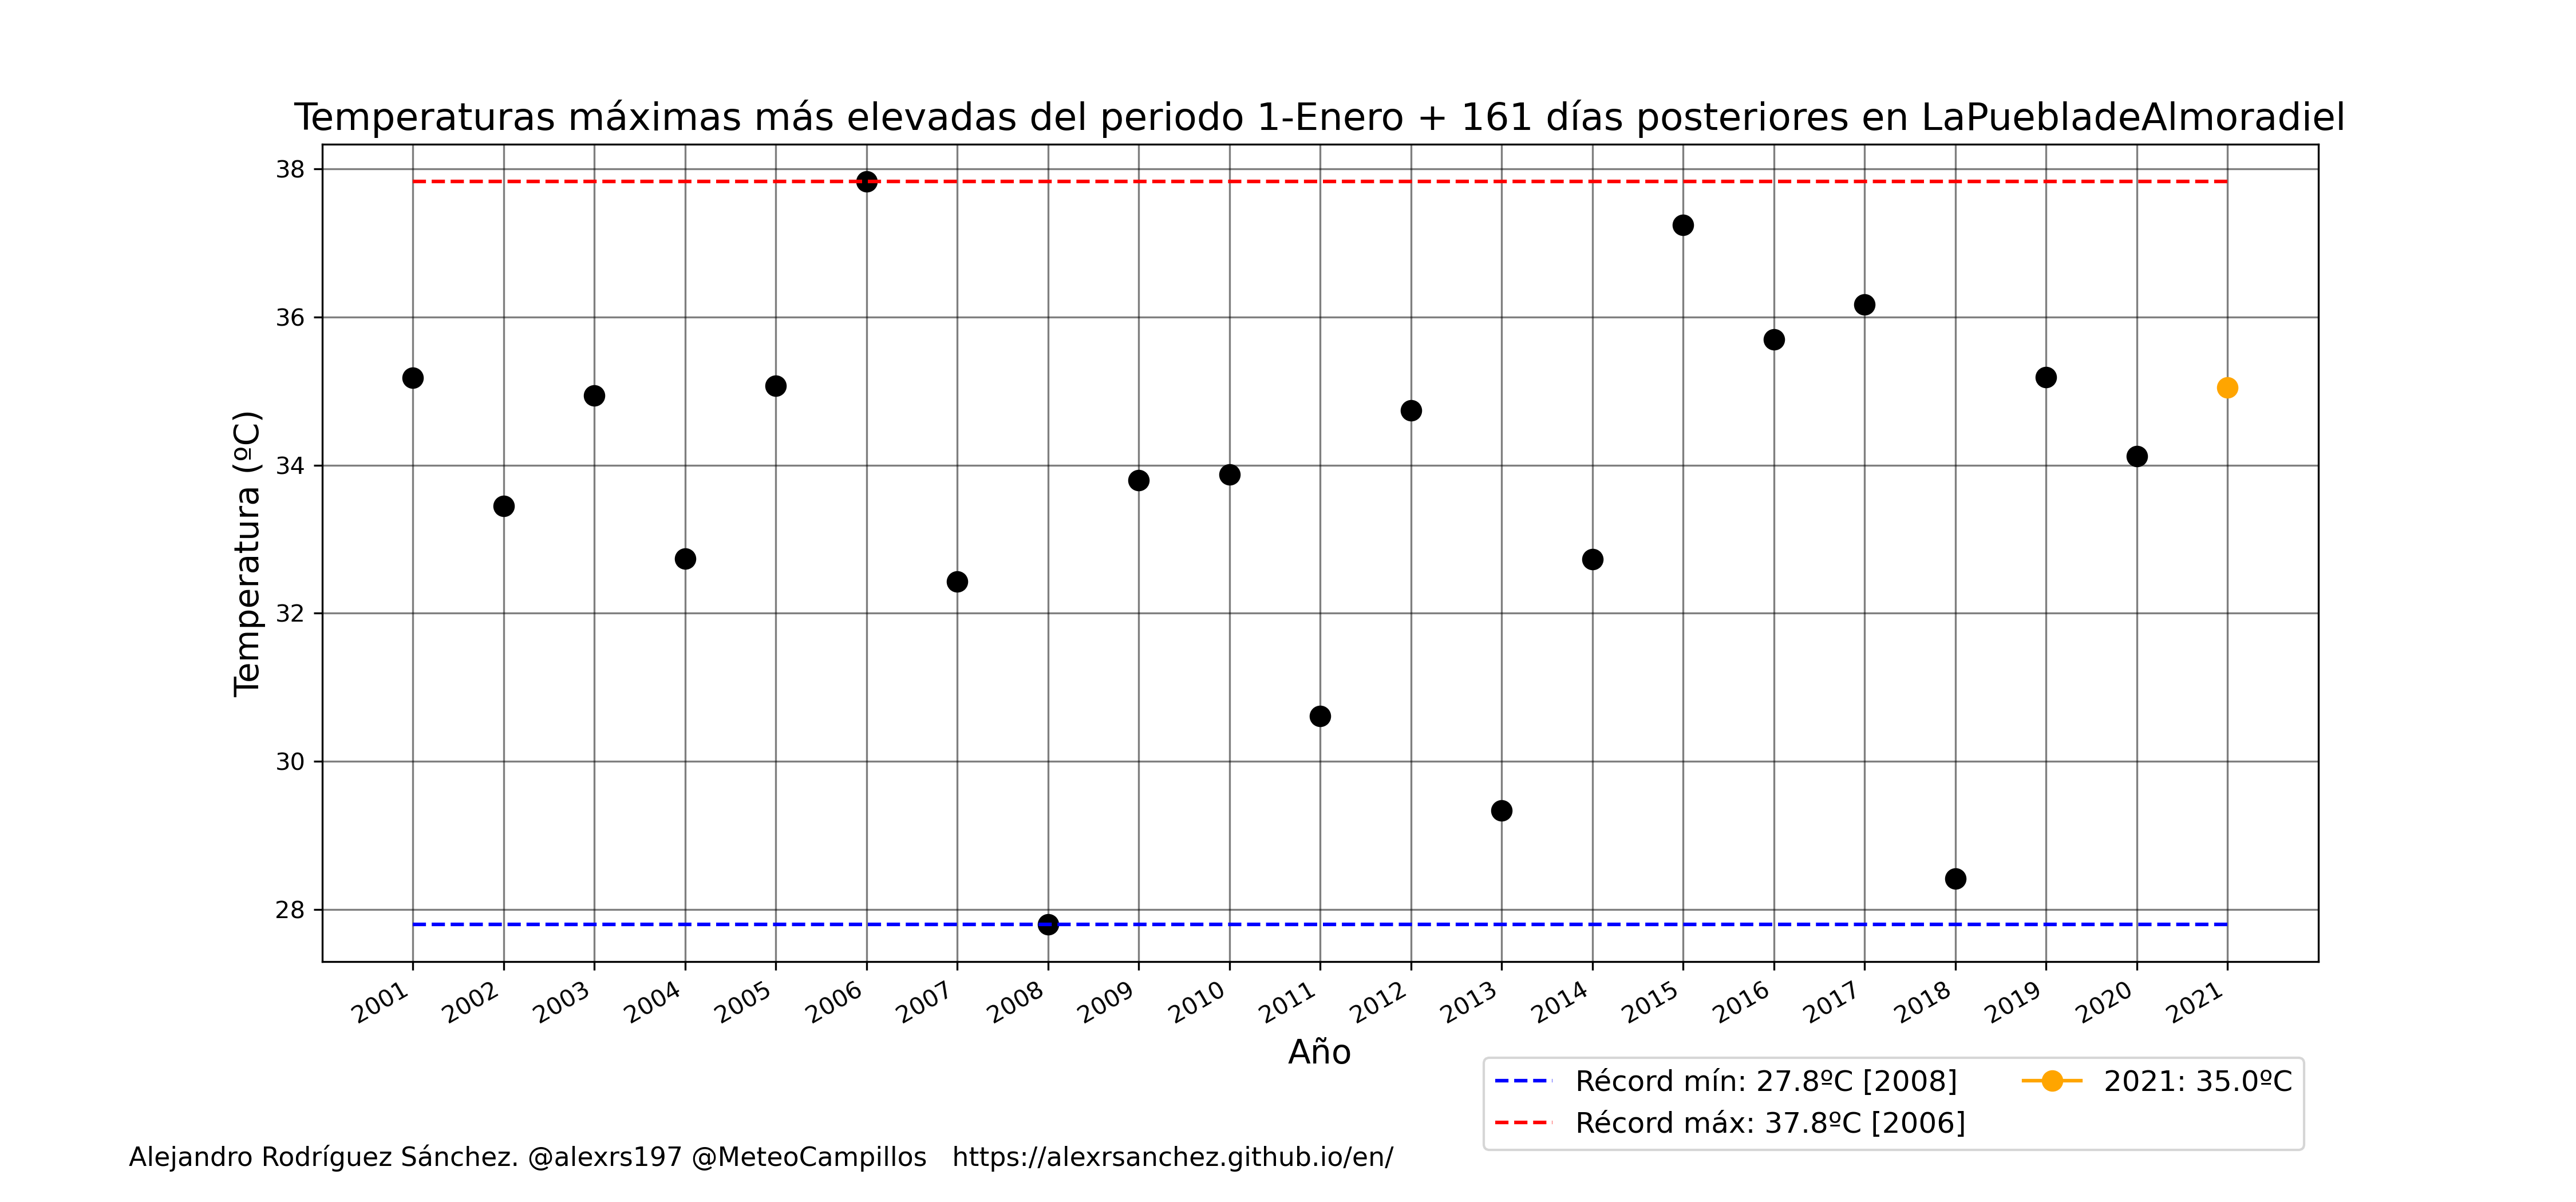 Temperaturas máximas más elevadas del periodo 1-Enero + 161 días posteriores en LaPuebladeAlmoradiel
Temperatura (ºC)
38
36
34
32
30
28
2001 2002 2003 2004 2005 2006 2007 2008 2009 2010 2011 2012 2013 2014 2015 2016 2017 2018 2019 2020 2021
Año
Récord mín: 27.8ºC [2008]
Récord máx: 37.8ºC [2006]
2021: 35.0ºC
Alejandro Rodríguez Sánchez. @alexrs197 @MeteoCampillos https://alexrsanchez.github.io/en/